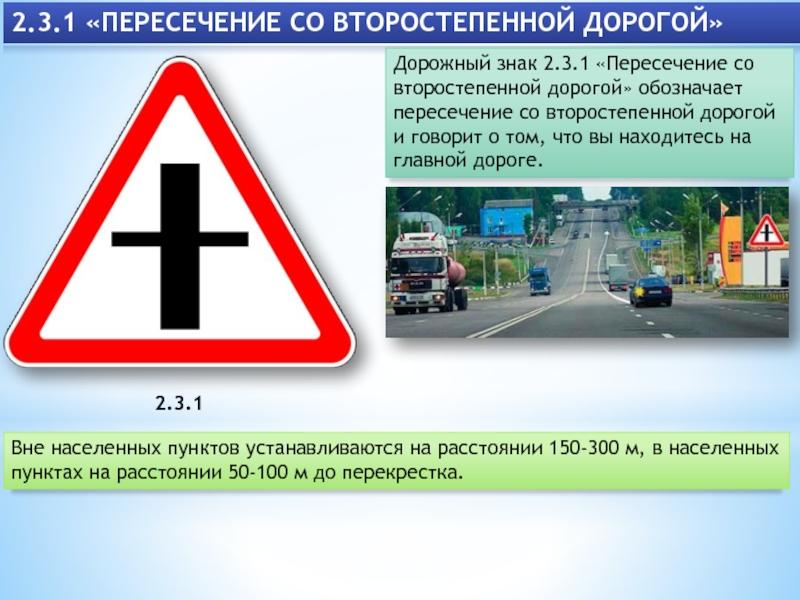 2.3.1 «ПЕРЕСЕЧЕНИЕ СО ВТОРОСТЕПЕННОЙ ДОРОГОЙ»
Дорожный знак 2.3.1 «Пересечение со
второстепенной дорогой» обозначает
пересечение со второстепенной дорогой
и говорит о том, что вы находитесь на
главной дороге.
2.3.1
Вне населенных пунктов устанавливаются на расстоянии 150-300 м, в населенных
пунктах на расстоянии 50-100 м до перекрестка.